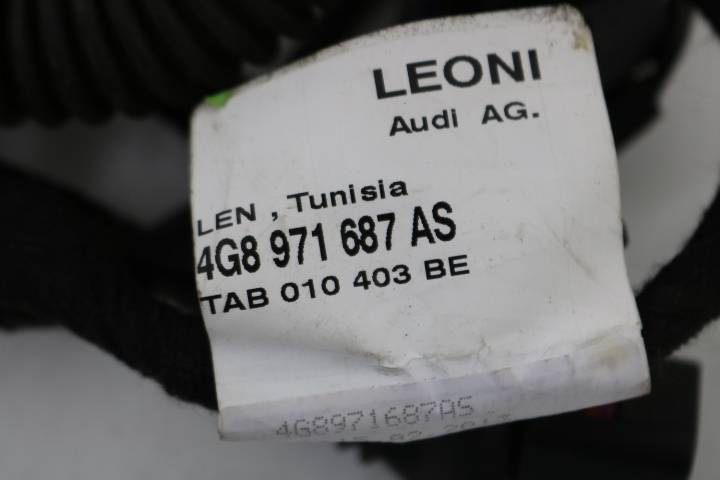 LEONI
Audi AG.
LEN , Tunisia
4G8 971 687 AS
TAB 010 403 BE
4G8971687AS